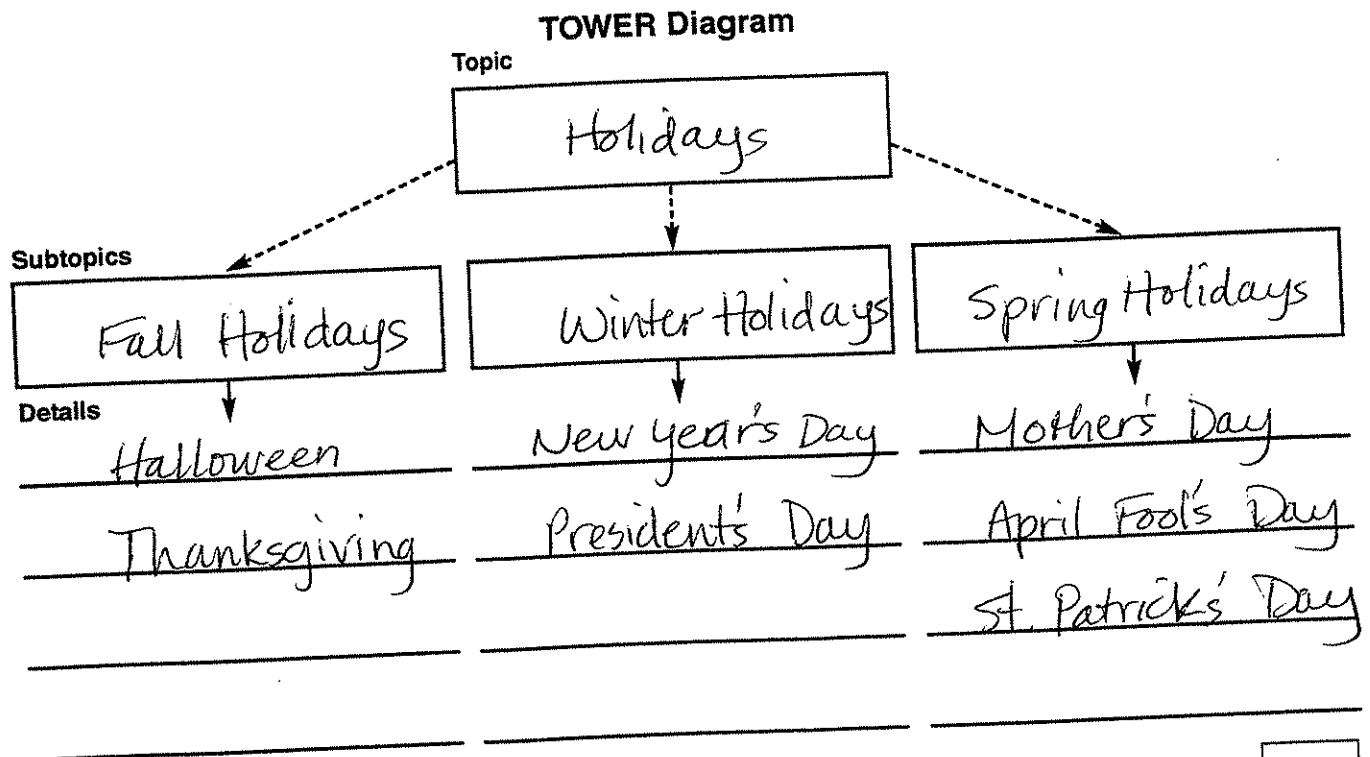 TOWER Diagram
Topic
Holidays
Subtopics
Fall Holidays
Winter Holidays
Spring Holidays
Details
Halloween
Thanksgiving
New Year's Day
President's Day
Mother's Day
April Fool's Day
St. Patrick's Day